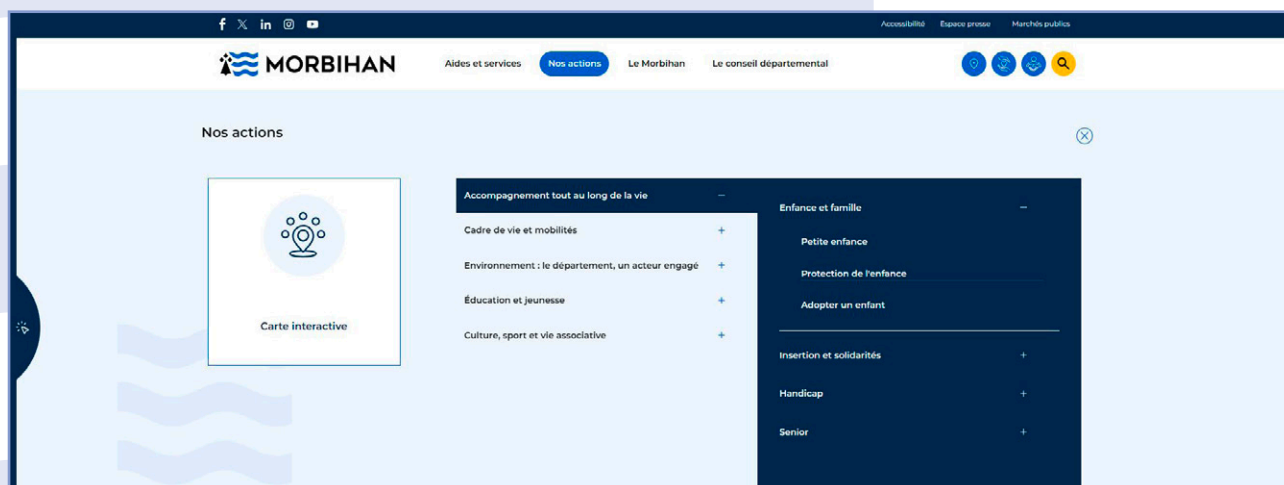 Accessibilité Espace presse Marchés publics
MORBIHAN
Aides et services Nos actions Le Morbihan Le conseil départemental
Nos actions
Carte interactive
Accompagnement tout au long de la vie
Cadre de vie et mobilités
Environnement : le département, un acteur engagé
Éducation et jeunesse
Culture, sport et vie associative
Enfance et famille
Petite enfance
Protection de l'enfance
Adopter un enfant
Insertion et solidarités
Handicap
Senior